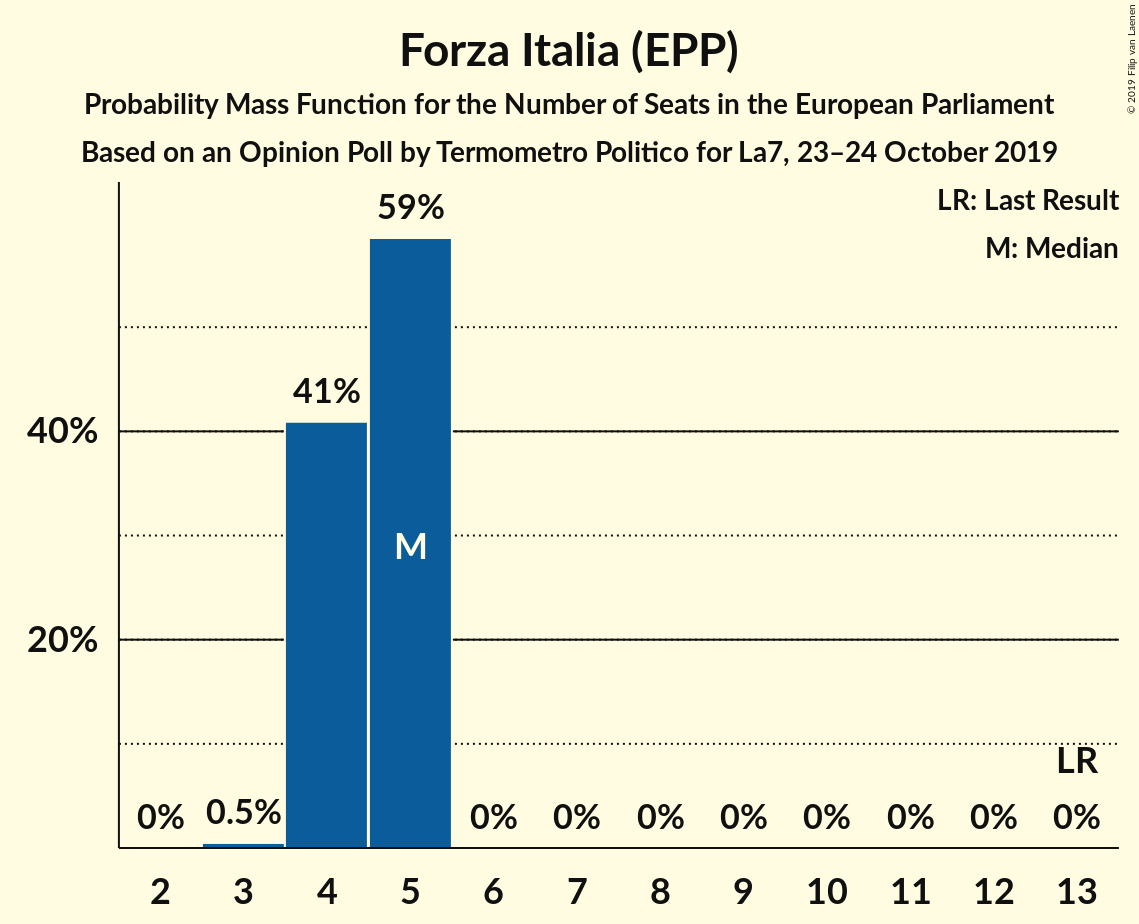 Forza Italia (EPP)
Probability Mass Function for the Number of Seats in the European Parliament
Based on an Opinion Poll by Termometro Politico for La7, 23–24 October 2019
© 2019 Filip van Laenen
LR: Last Result
M: Median
59%
41%
40%
M
20%
LR
0% 0.5% 0% 0% 0% 0% 0% 0% 0% 0%
2 3 4 5 6 7 8 9 10 11 12 13